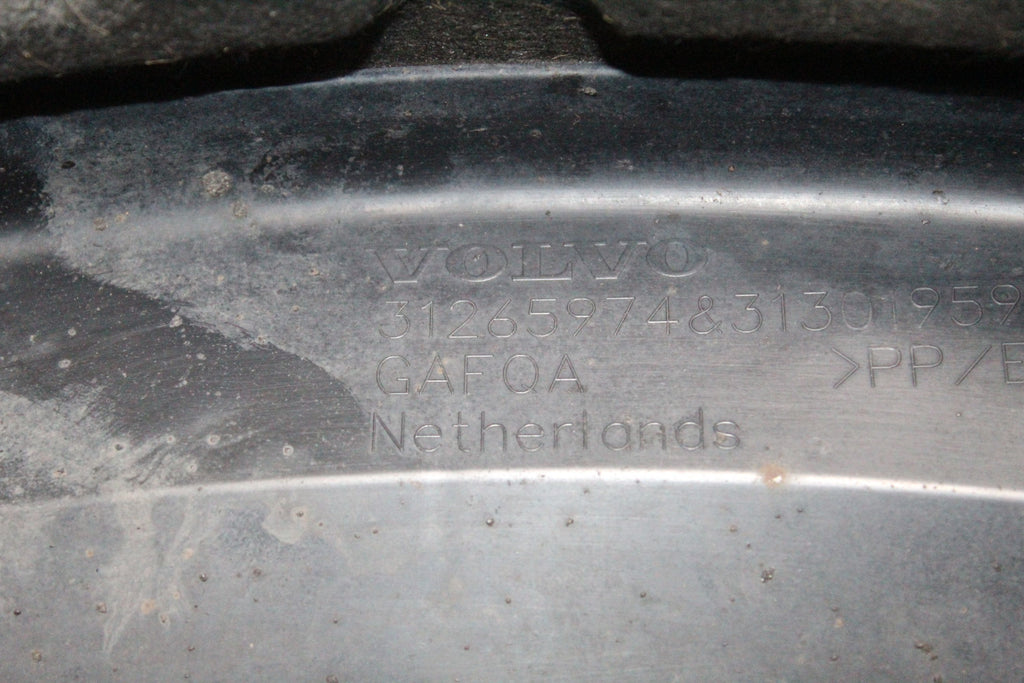 VOLVO
31265974&31301959
GAFQA >PP/E
Netherlands